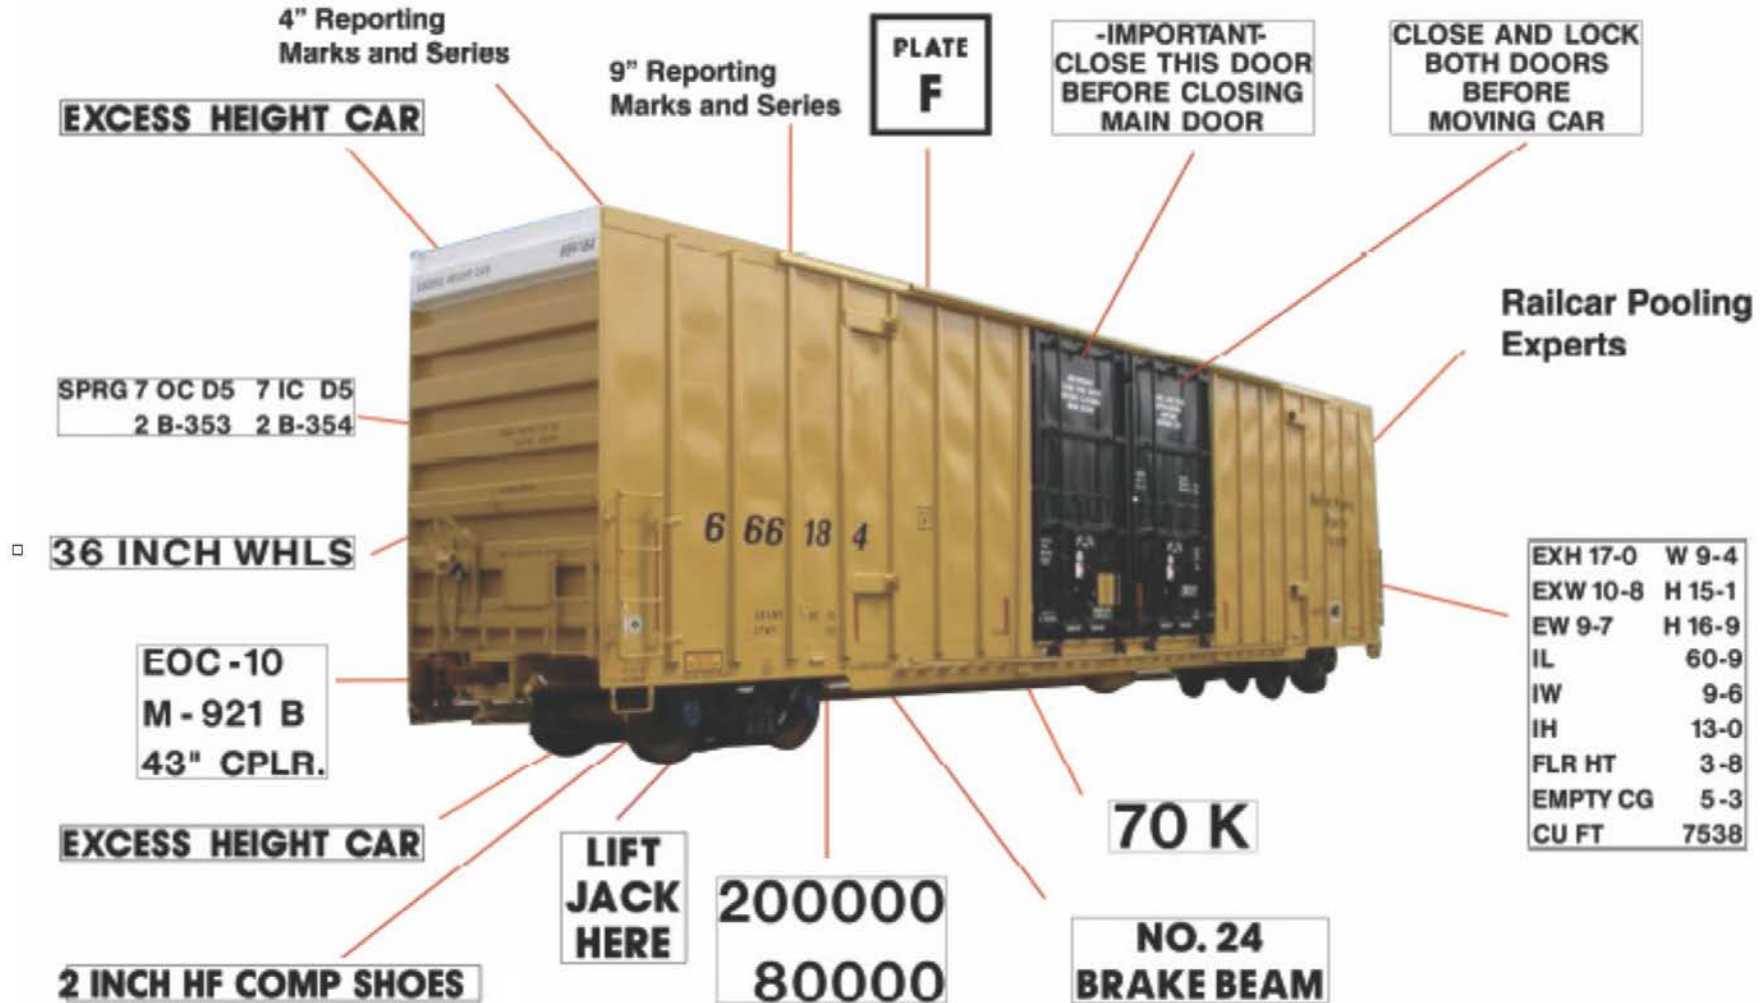 4” Reporting
Marks and Series
9” Reporting
Marks and Series
PLATE
F
-IMPORTANT-
CLOSE THIS DOOR
BEFORE CLOSING
MAIN DOOR
CLOSE AND LOCK
BOTH DOORS
BEFORE
MOVING CAR
EXCESS HEIGHT CAR
Railcar Pooling
Experts
EXCESS HEIGHT CAR
SPRG 7 OC D5 7 IC D5
2 B-353 2 B-354
666184
36 INCH WHLS
EXH 17-0 W 9-4
EXW 10-8 H 15-1
EW 9-7 H 16-9
IL 60-9
IW 9-6
IH 13-0
FLR HT 3-8
EMPTY CG 5-3
CU FT 7538
EOC-10
M-921 B
43" CPLR.
EXCESS HEIGHT CAR
LIFT
JACK
HERE
70 K
200000
80000
NO. 24
BRAKE BEAM
2 INCH HF COMP SHOES